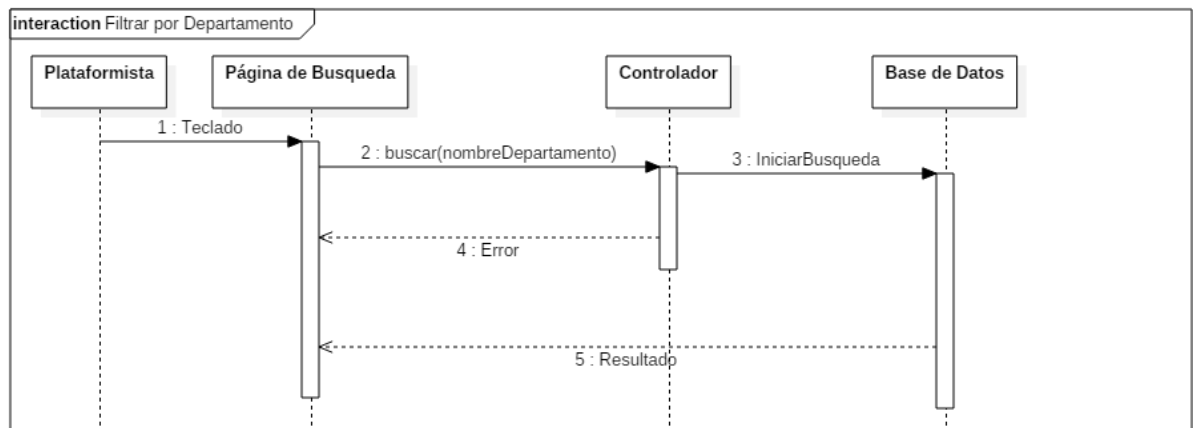 interaction Filtrar por Departamento
Plataformista
Página de Busqueda
Controlador
Base de Datos
1 : Teclado
2 : buscar(nombreDepartamento)
3 : IniciarBusqueda
4 : Error
5 : Resultado